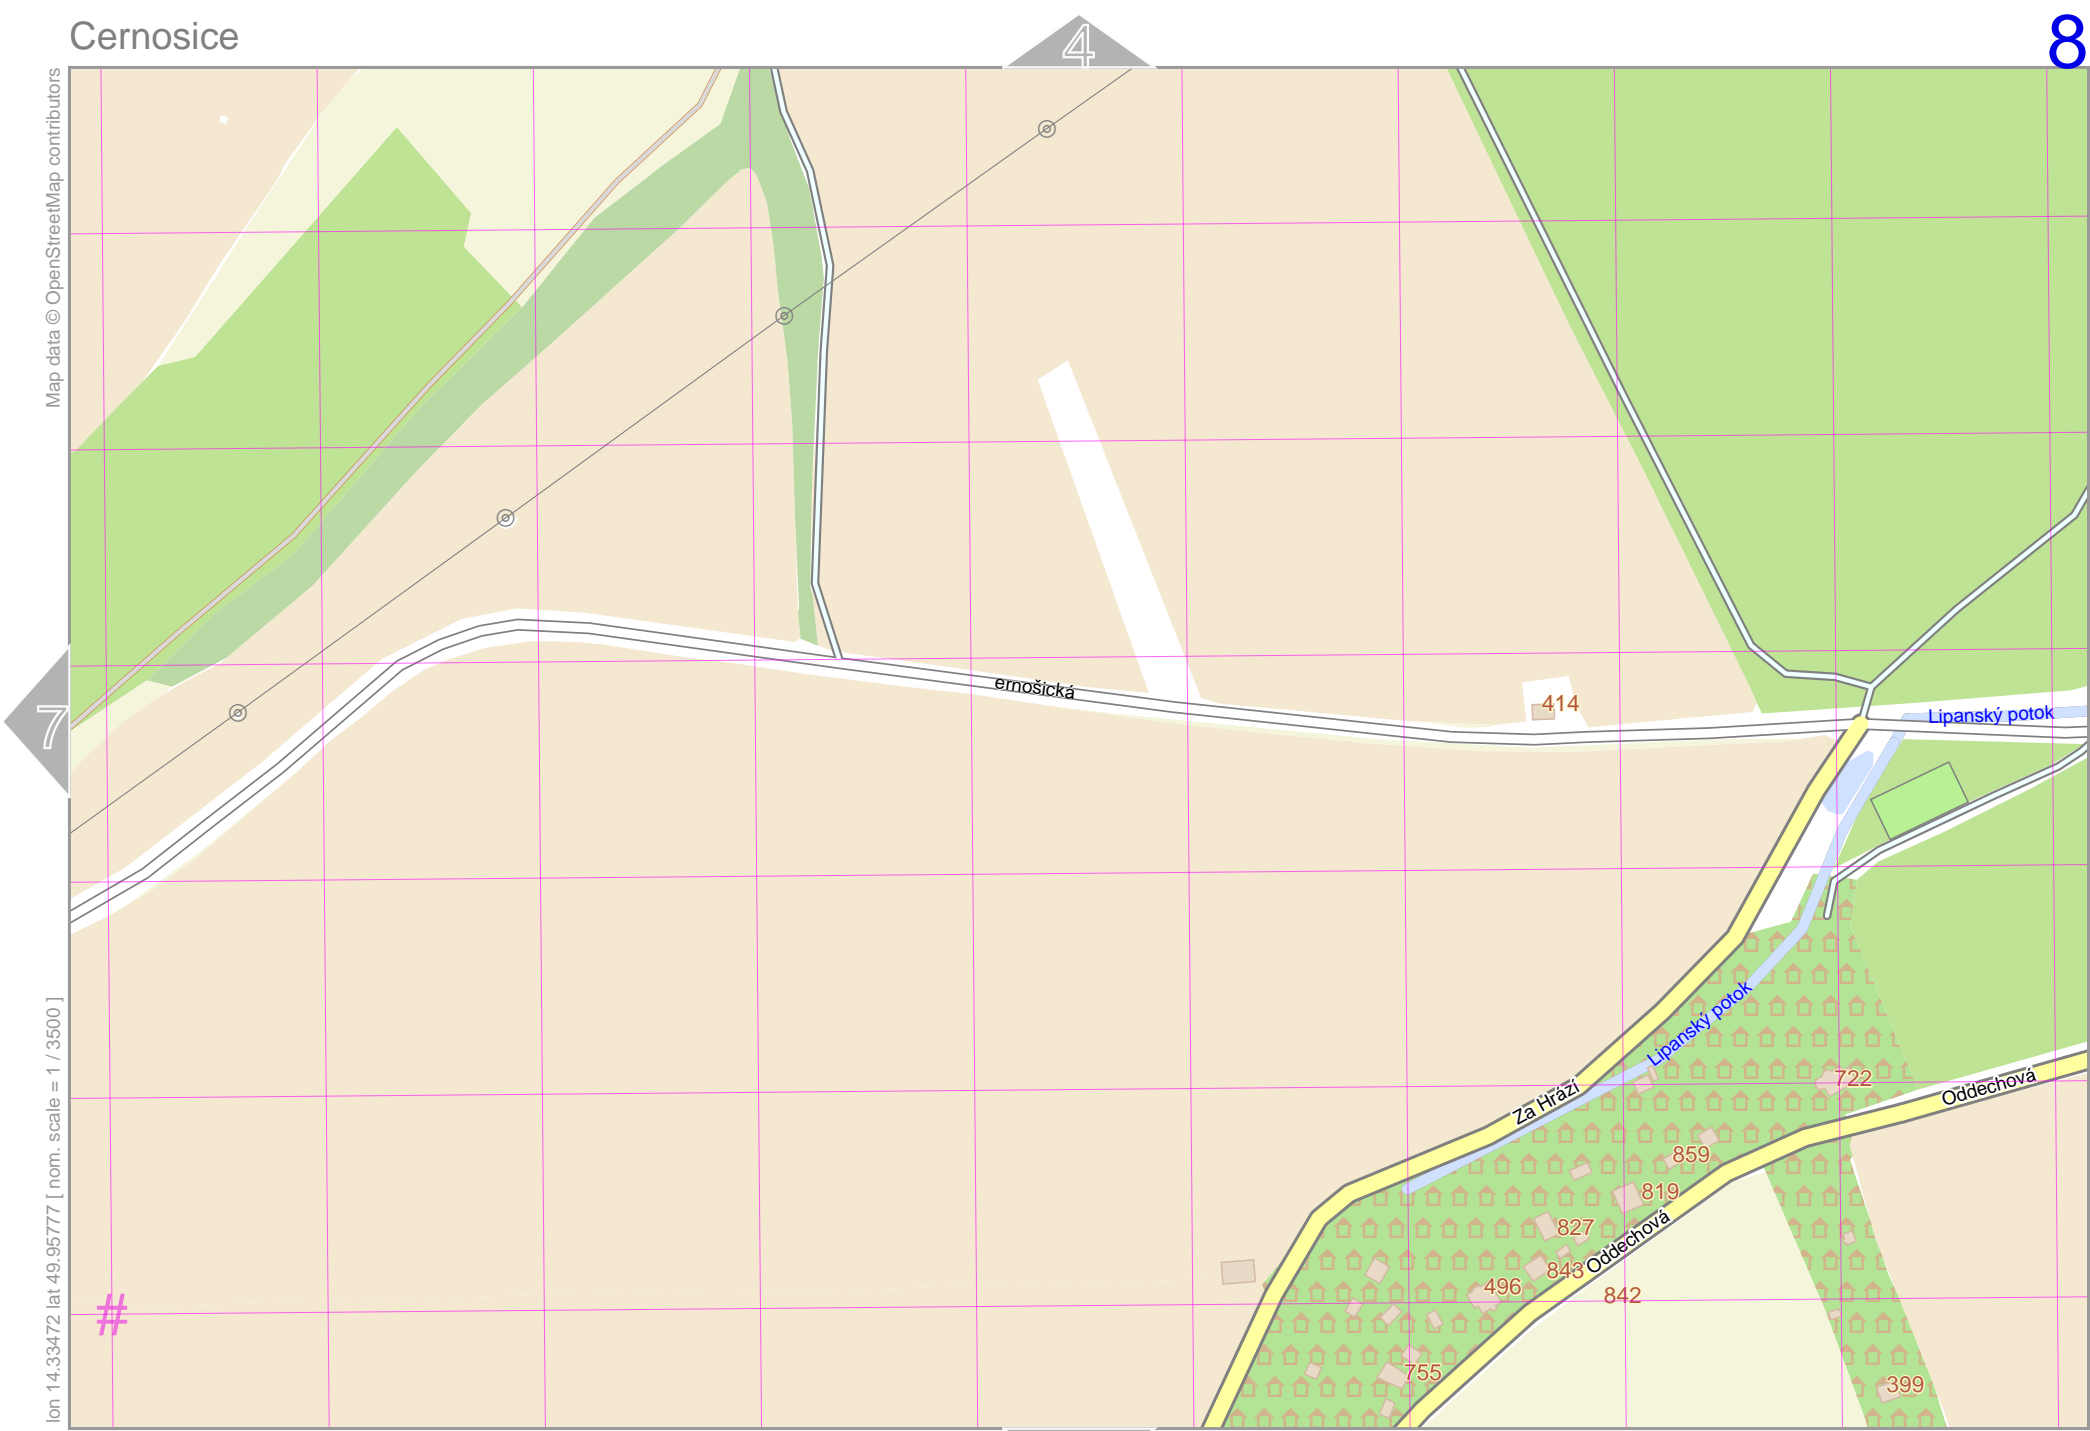 Cernosice
4
8
Map data © OpenStreetMap contributors
7
ernošická
414
Lipanský potok
Lipanský potok
Za Hrází
722
Oddechová
859
819
827
Oddechová
843
496
842
755
399
#
lon 14.33472 lat 49.95777 [ nom. scale = 1 / 3500 ]